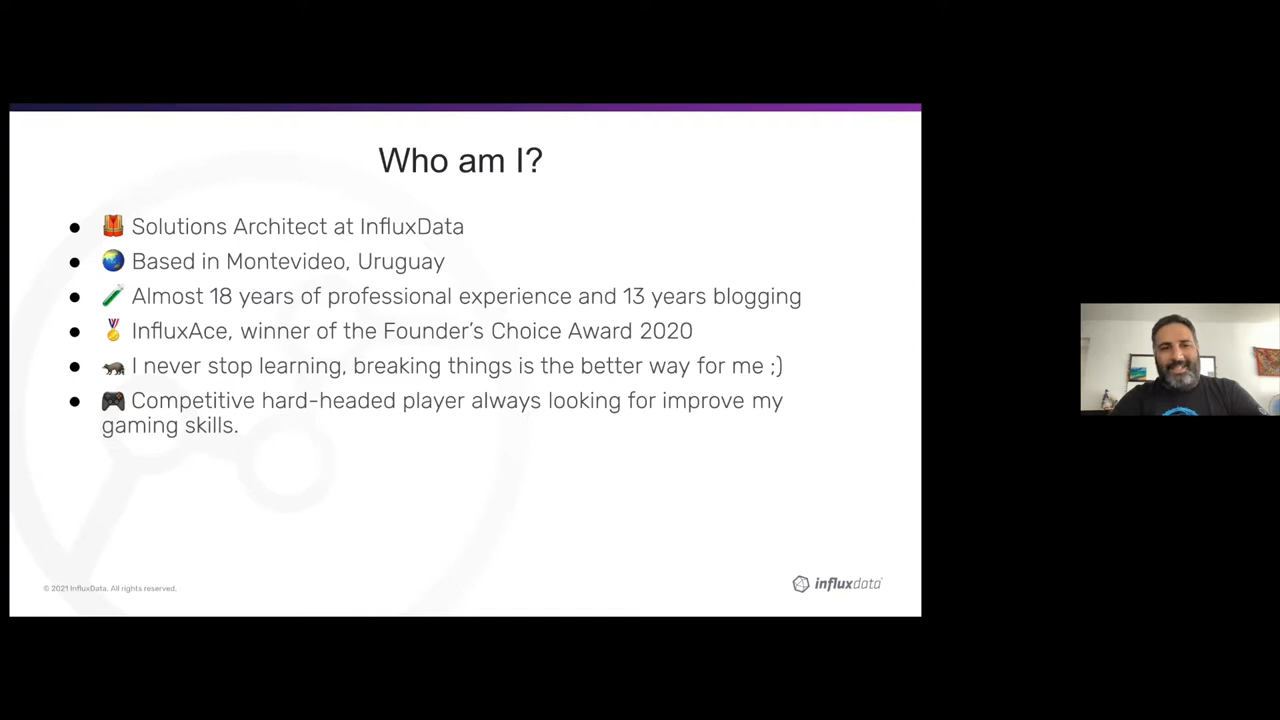 Who am I?
● 🦺 Solutions Architect at InfluxData
● 🌏 Based in Montevideo, Uruguay
● 🧪 Almost 18 years of professional experience and 13 years blogging
● 🏅 InfluxAce, winner of the Founder’s Choice Award 2020
● 🦡 I never stop learning, breaking things is the better way for me ;)
● 🎮 Competitive hard-headed player always looking for improve my
gaming skills.
© 2021 InfluxData. All rights reserved.
influxdata